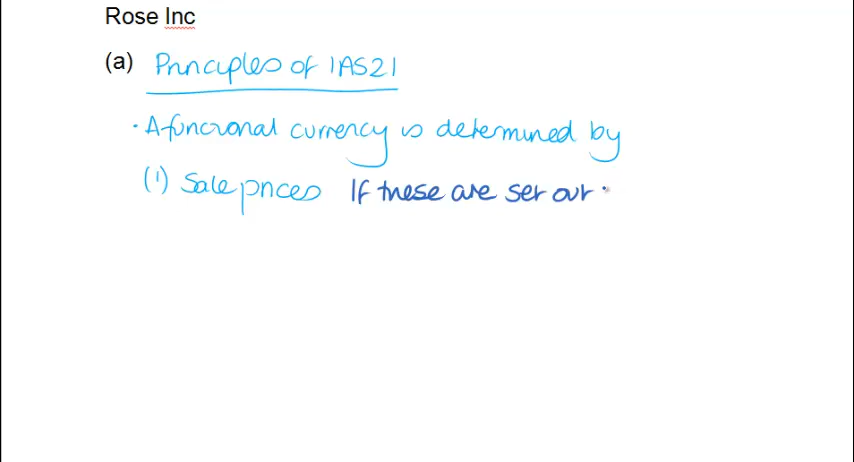 Rose Inc
(a) Principles of IAS21
· A functional currency is determined by
(1) Sale prices If these are set out